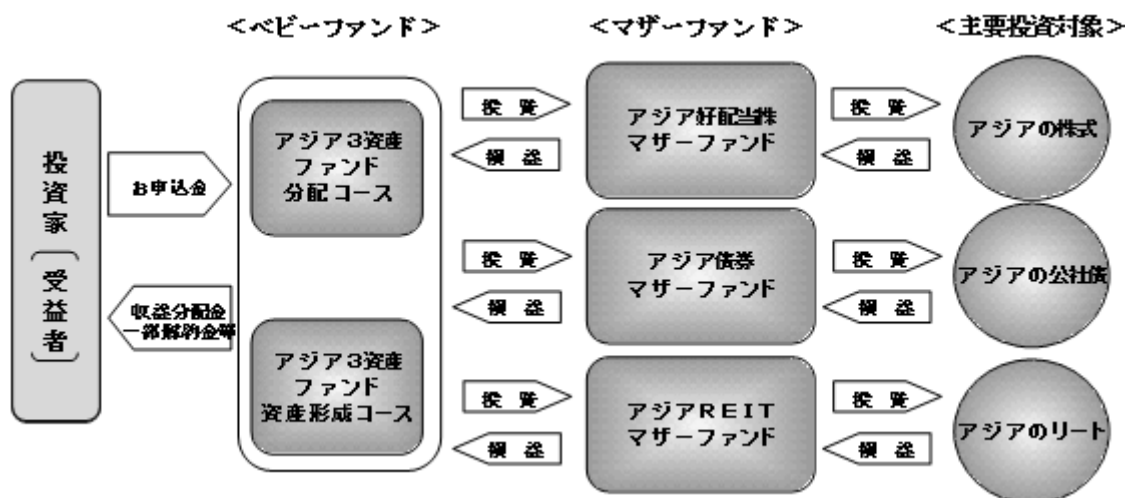 ＜ベビーファンド＞
＜マザーファンド＞
＜主要投資対象＞
投資家
（受益者）
お申込金
収益分配金
一部解約金等
アジア３資産
ファンド
分配コース
アジア３資産
ファンド
資産形成コース
投資
損益
投資
損益
投資
損益
アジア好配当株
マザーファンド
アジア債券
マザーファンド
アジアＲＥＩＴ
マザーファンド
投資
損益
投資
損益
投資
損益
アジアの株式
アジアの公社債
アジアのリート